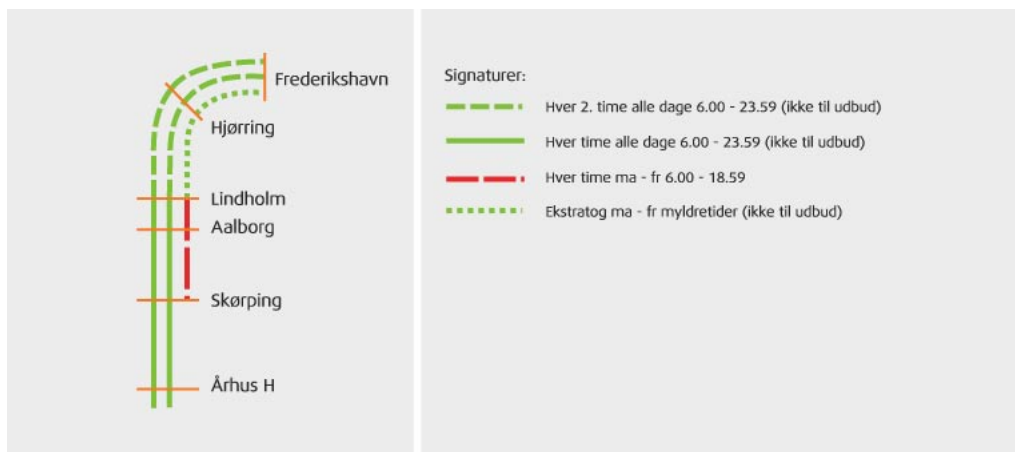 Frederikshavn
Hjørring
Lindholm
Aalborg
Skørping
Århus H
Signaturer:
Hver 2. time alle dage 6.00 - 23.59 (ikke til udbud)
Hver time alle dage 6.00 - 23.59 (ikke til udbud)
Hver time ma - fr 6.00 - 18.59
Ekstratog ma - fr myldretider (ikke til udbud)